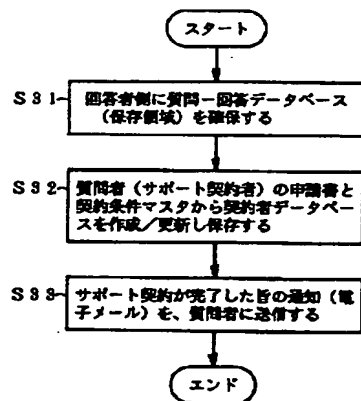 スタート
S31
回答者側に質問ー回答データベース
(保存領域)を確保する
S32
質問者(サポート契約者)の申請書と
契約条件マスタから契約者データベー
スを作成/更新し保存する
S33
サポート契約が完了した旨の通知(電
子メール)を、質問者に送信する
エンド